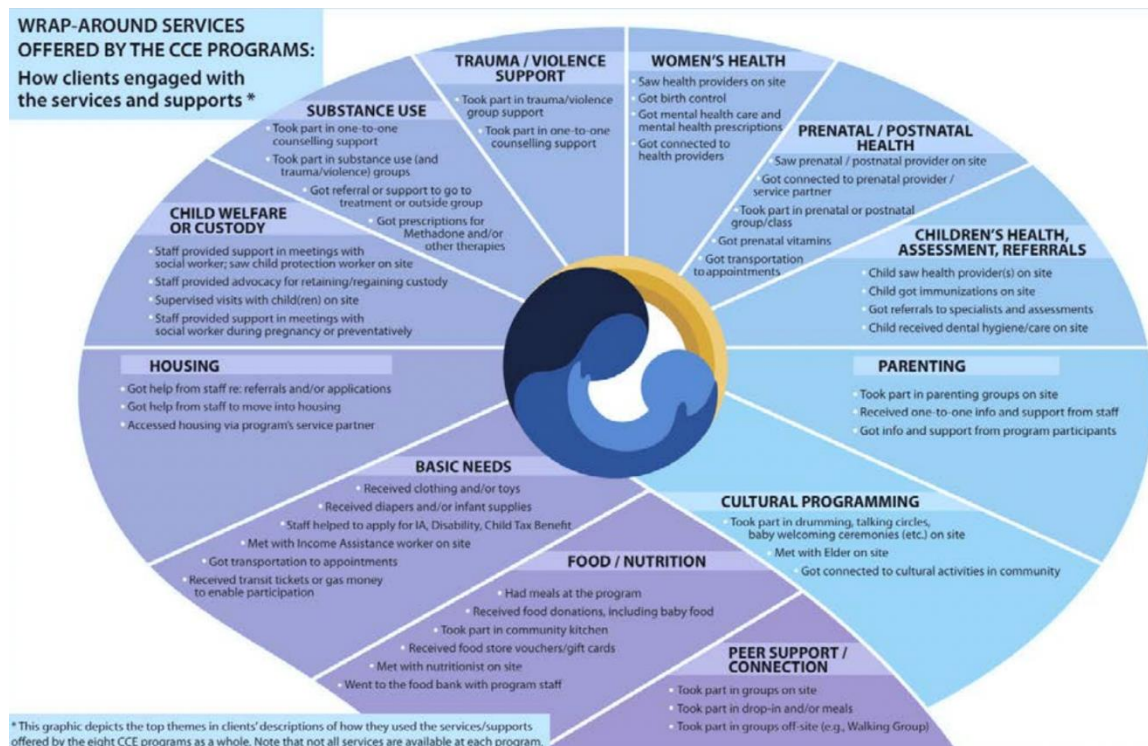 WRAP-AROUND SERVICES
OFFERED BY THE CCE PROGRAMS:
How clients engaged with
the services and supports *
TRAUMA / VIOLENCE
SUPPORT
• Took part in trauma/violence
group support
• Took part in one-to-one
counselling support
WOMEN'S HEALTH
• Saw health providers on site
• Got birth control
• Got mental health care and
mental health prescriptions
• Got connected to
health providers
SUBSTANCE USE
• Took part in one-to-one
counselling support
• Took part in substance use (and
trauma/violence) groups
• Got referral or support to go to
treatment or outside group
• Got prescriptions for
Methadone and/or
other therapies
PRENATAL / POSTNATAL
HEALTH
• Saw prenatal / postnatal provider on site
• Got connected to prenatal provider /
service partner
• Took part in prenatal or postnatal
group/class
• Got prenatal vitamins
• Got transportation
to appointments
CHILD WELFARE
OR CUSTODY
• Staff provided support in meetings with
social worker; saw child protection worker on site
• Staff provided advocacy for retaining/regaining custody
• Supervised visits with child(ren) on site
• Staff provided support in meetings with
social worker during pregnancy or preventatively
CHILDREN'S HEALTH,
ASSESSMENT, REFERRALS
• Child saw health provider(s) on site
• Child got immunizations on site
• Got referrals to specialists and assessments
• Child received dental hygiene/care on site
HOUSING
• Got help from staff re: referrals and/or applications
• Got help from staff to move into housing
• Accessed housing via program's service partner
PARENTING
• Took part in parenting groups on site
• Received one-to-one info and support from staff
• Got info and support from program participants
BASIC NEEDS
• Received clothing and/or toys
• Received diapers and/or infant supplies
• Staff helped to apply for IA, Disability, Child Tax Benefit
• Met with Income Assistance worker on site
• Got transportation to appointments
• Received transit tickets or gas money
to enable participation
CULTURAL PROGRAMMING
• Took part in drumming, talking circles,
baby welcoming ceremonies (etc.) on site
• Met with Elder on site
• Got connected to cultural activities in community
FOOD / NUTRITION
• Had meals at the program
• Received food donations, including baby food
• Took part in community kitchen
• Received food store vouchers/gift cards
• Met with nutritionist on site
• Went to the food bank with program staff
PEER SUPPORT /
CONNECTION
• Took part in groups on site
• Took part in drop-in and/or meals
• Took part in groups off-site (e.g., Walking Group)
* This graphic depicts the top themes in clients' descriptions of how they used the services/supports
offered by the eight CCE programs as a whole. Note that not all services are available at each program.